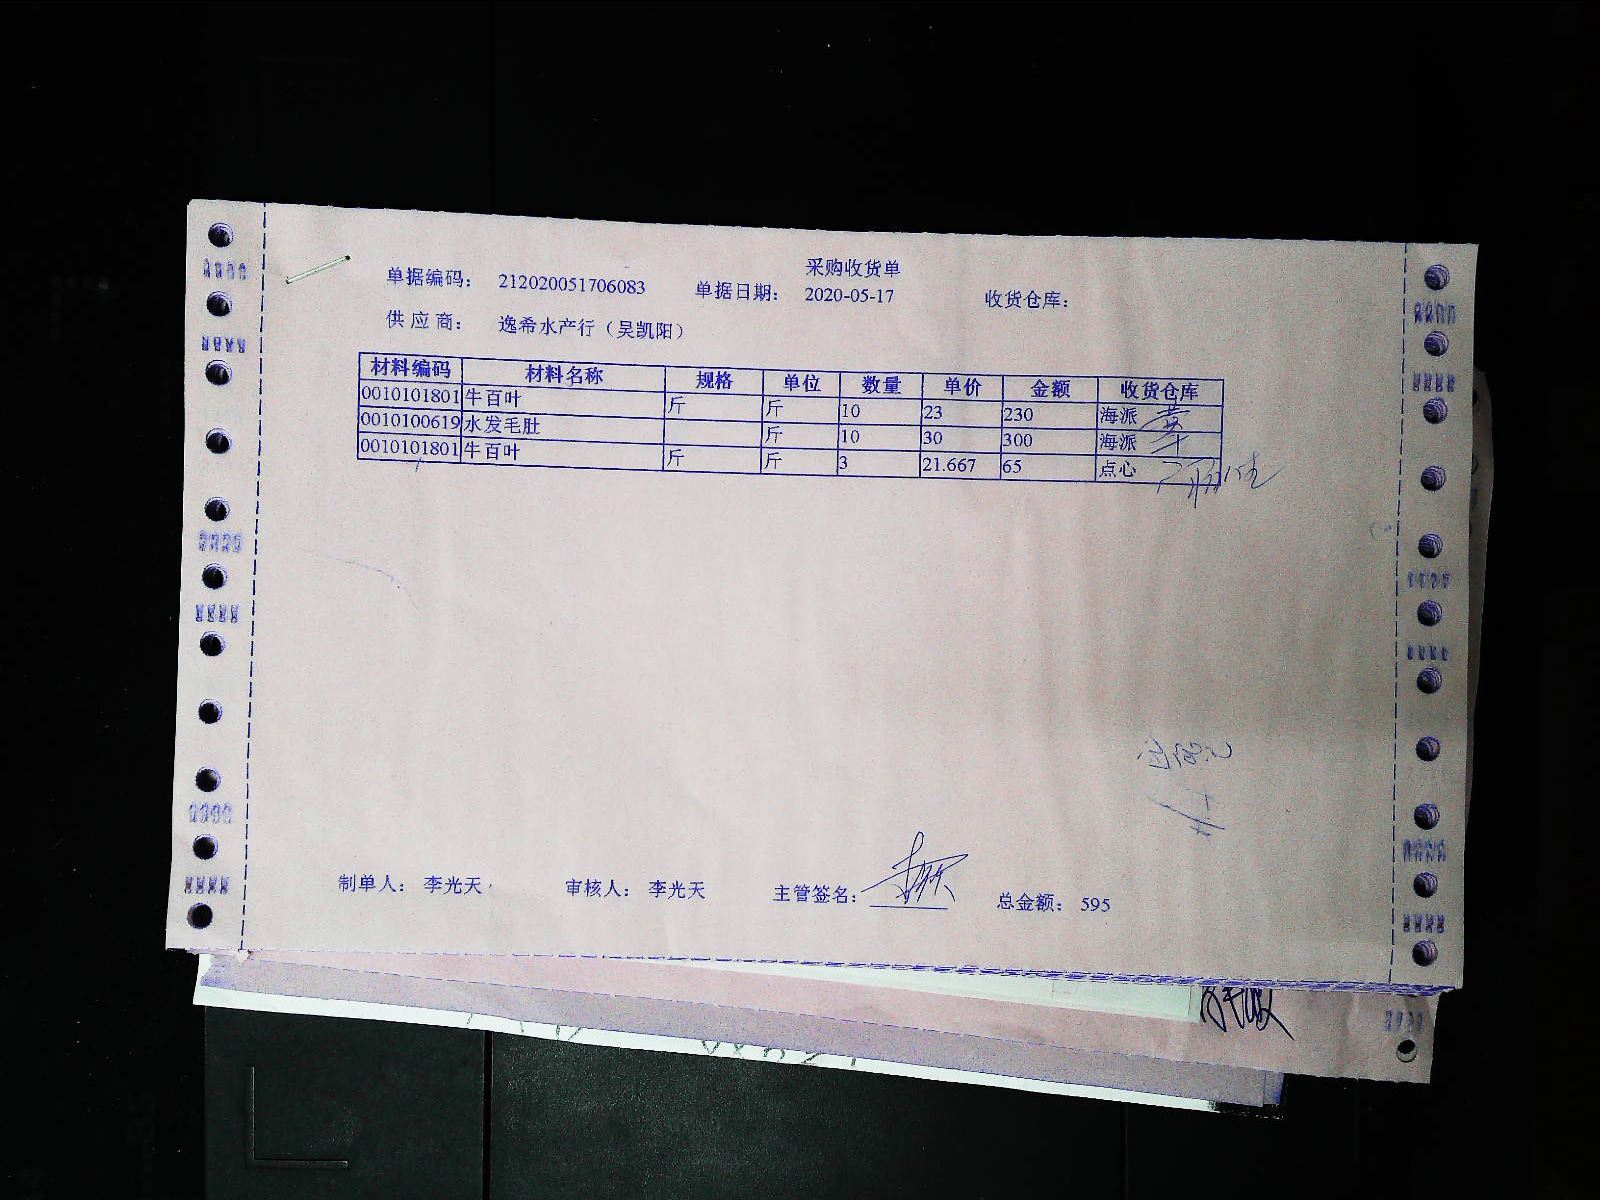 采购收货单
单据编码： 212020051706083 单据日期： 2020-05-17 收货仓库：
供 应 商： 逸希水产行（吴凯阳）
材料编码 材料名称 规格 单位 数量 单价 金额 收货仓库
0010101801 牛百叶 斤 斤 10 23 230 海派
0010100619 水发毛肚 斤 10 30 300 海派
0010101801 牛百叶 斤 斤 3 21.667 65 点心
制单人： 李光天 审核人： 李光天 主管签名： 总金额： 595